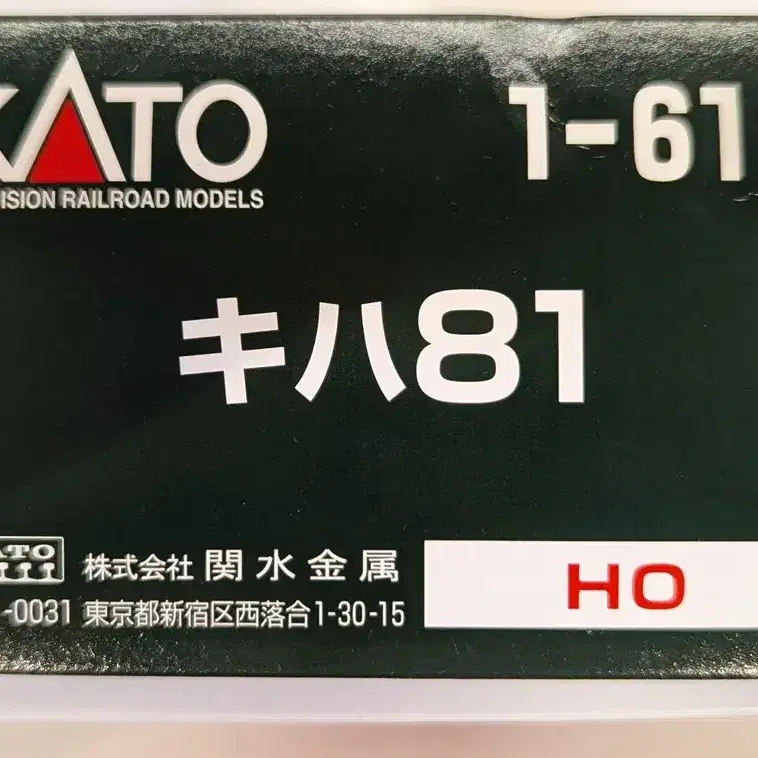 KATO
1-61
ISION RAILROAD MODELS
キハ81
ATO
株式会社 関水金属
-0031 東京都新宿区西落合1-30-15
HO